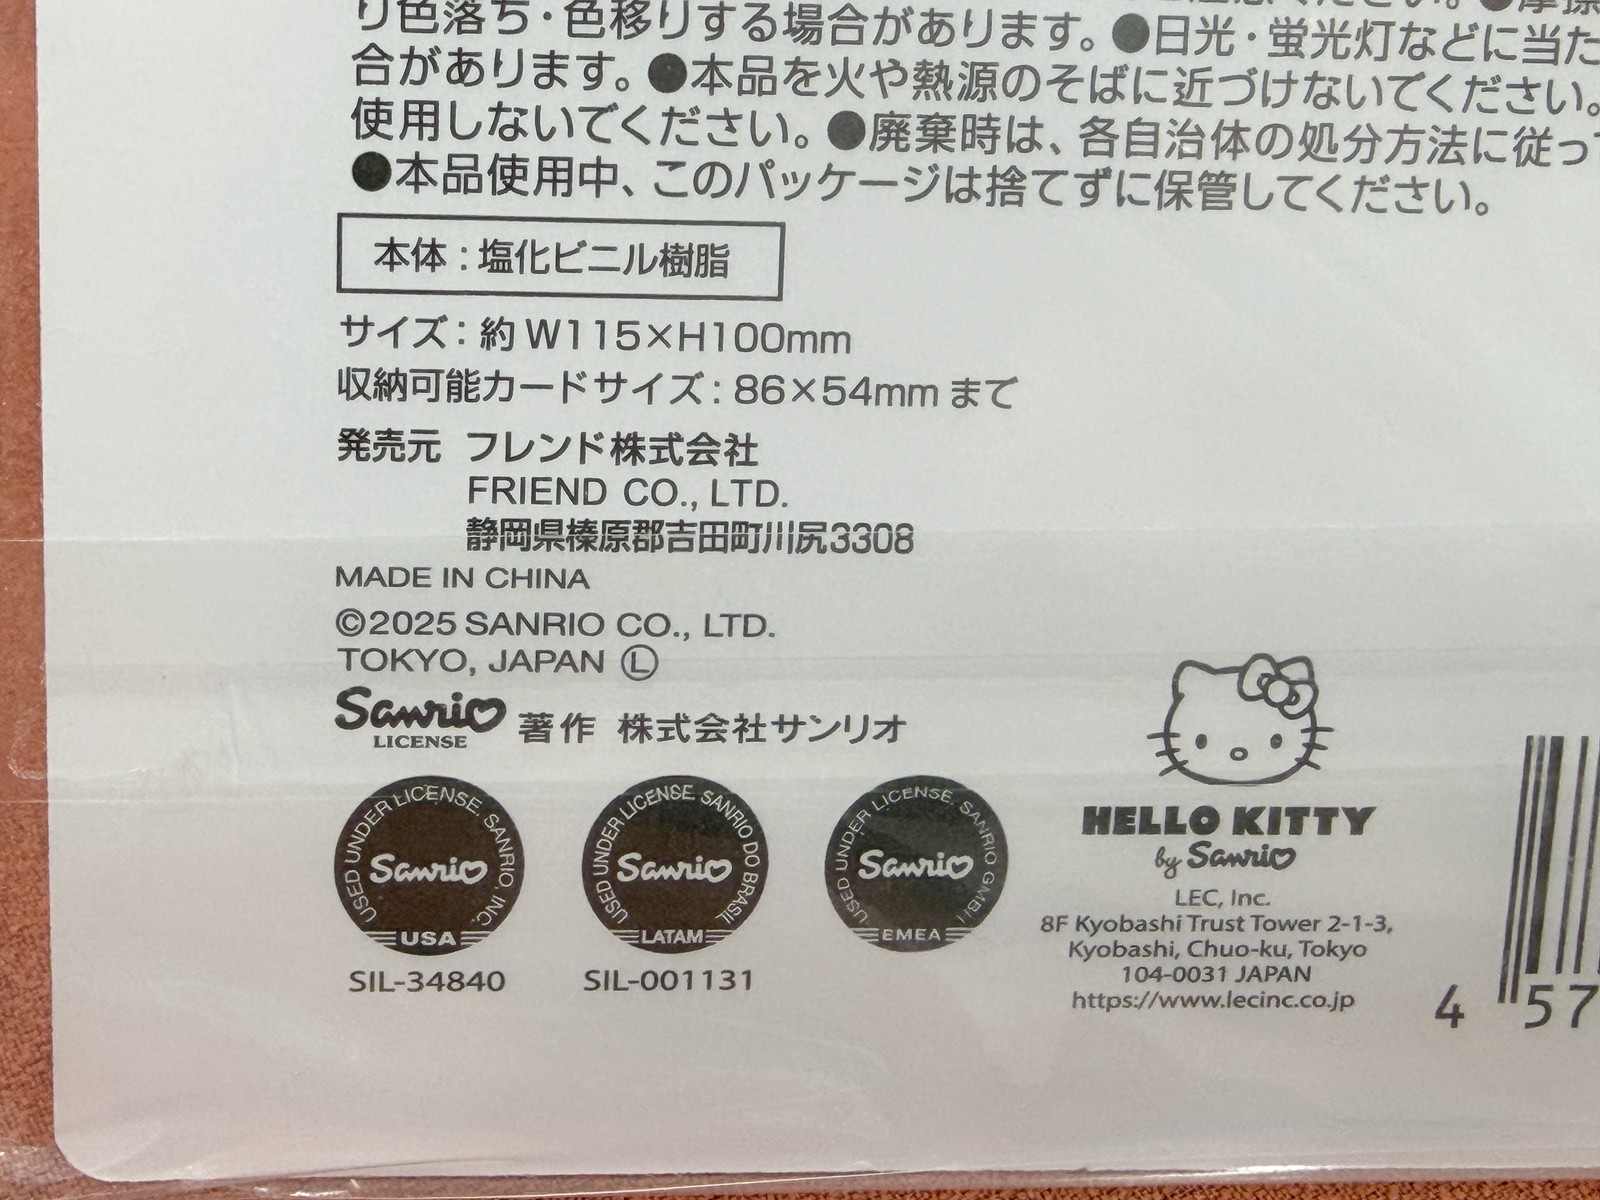 り色落ち・色移りする場合があります。●日光・蛍光灯などに当た
合があります。●本品を火や熱源のそばに近づけないでください。
使用しないでください。●廃棄時は、各自治体の処分方法に従っ
●本品使用中、このパッケージは捨てずに保管してください。
本体：塩化ビニル樹脂
サイズ：約W115×H100mm
収納可能カードサイズ：86×54mmまで
発売元 フレンド株式会社
FRIEND CO., LTD.
静岡県榛原郡吉田町川尻3308
MADE IN CHINA
©2025 SANRIO CO., LTD.
TOKYO, JAPAN Ⓛ
Sanrio
LICENSE
著作 株式会社サンリオ
USED UNDER LICENSE. SANRIO, INC.
Sanrio
USA
SIL-34840
USED UNDER LICENSE SANRIO DO BRASIL
Sanrio
LATAM
SIL-001131
USED UNDER LICENSE. SANRIO GMBH
Sanrio
EMEA
HELLO KITTY
by Sanrio
LEC, Inc.
8F Kyobashi Trust Tower 2-1-3,
Kyobashi, Chuo-ku, Tokyo
104-0031 JAPAN
https://www.lecinc.co.jp
4 57